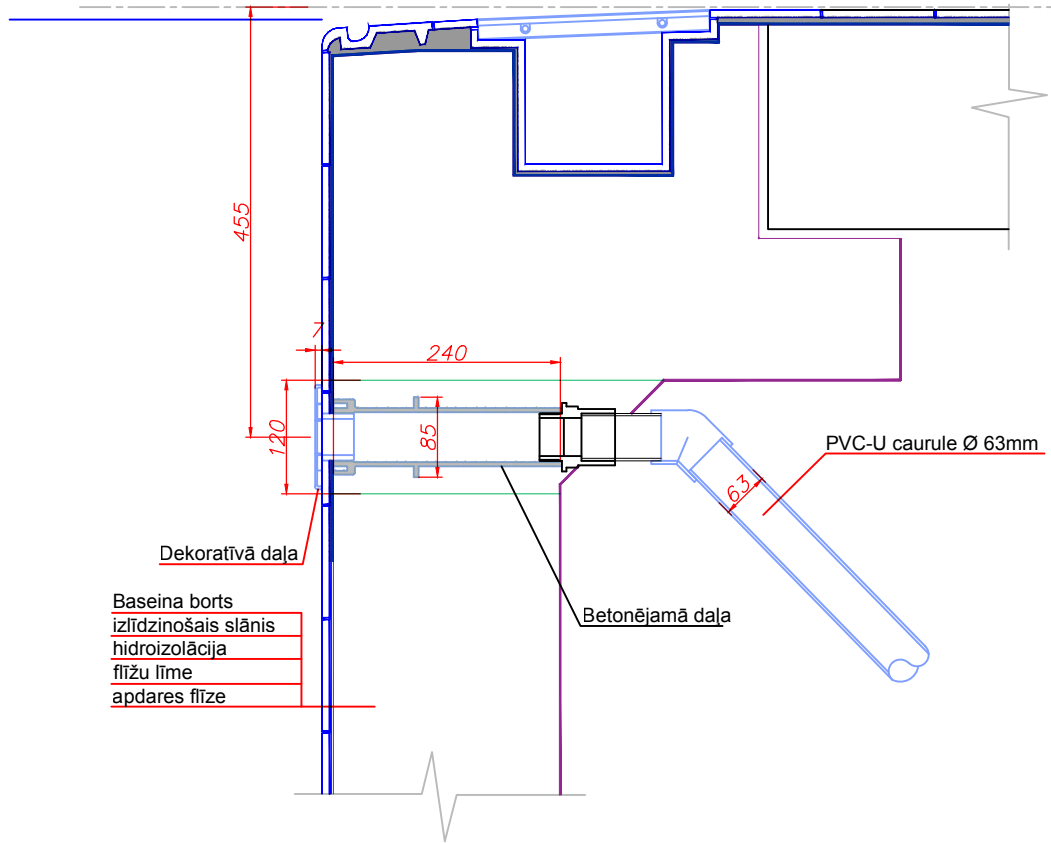 455
7
240
120
85
63
PVC-U caurule Ø 63mm
Dekoratīvā daļa
Betonējamā daļa
Baseina borts
izlīdzinošais slānis
hidroizolācija
flīžu līme
apdares flīze